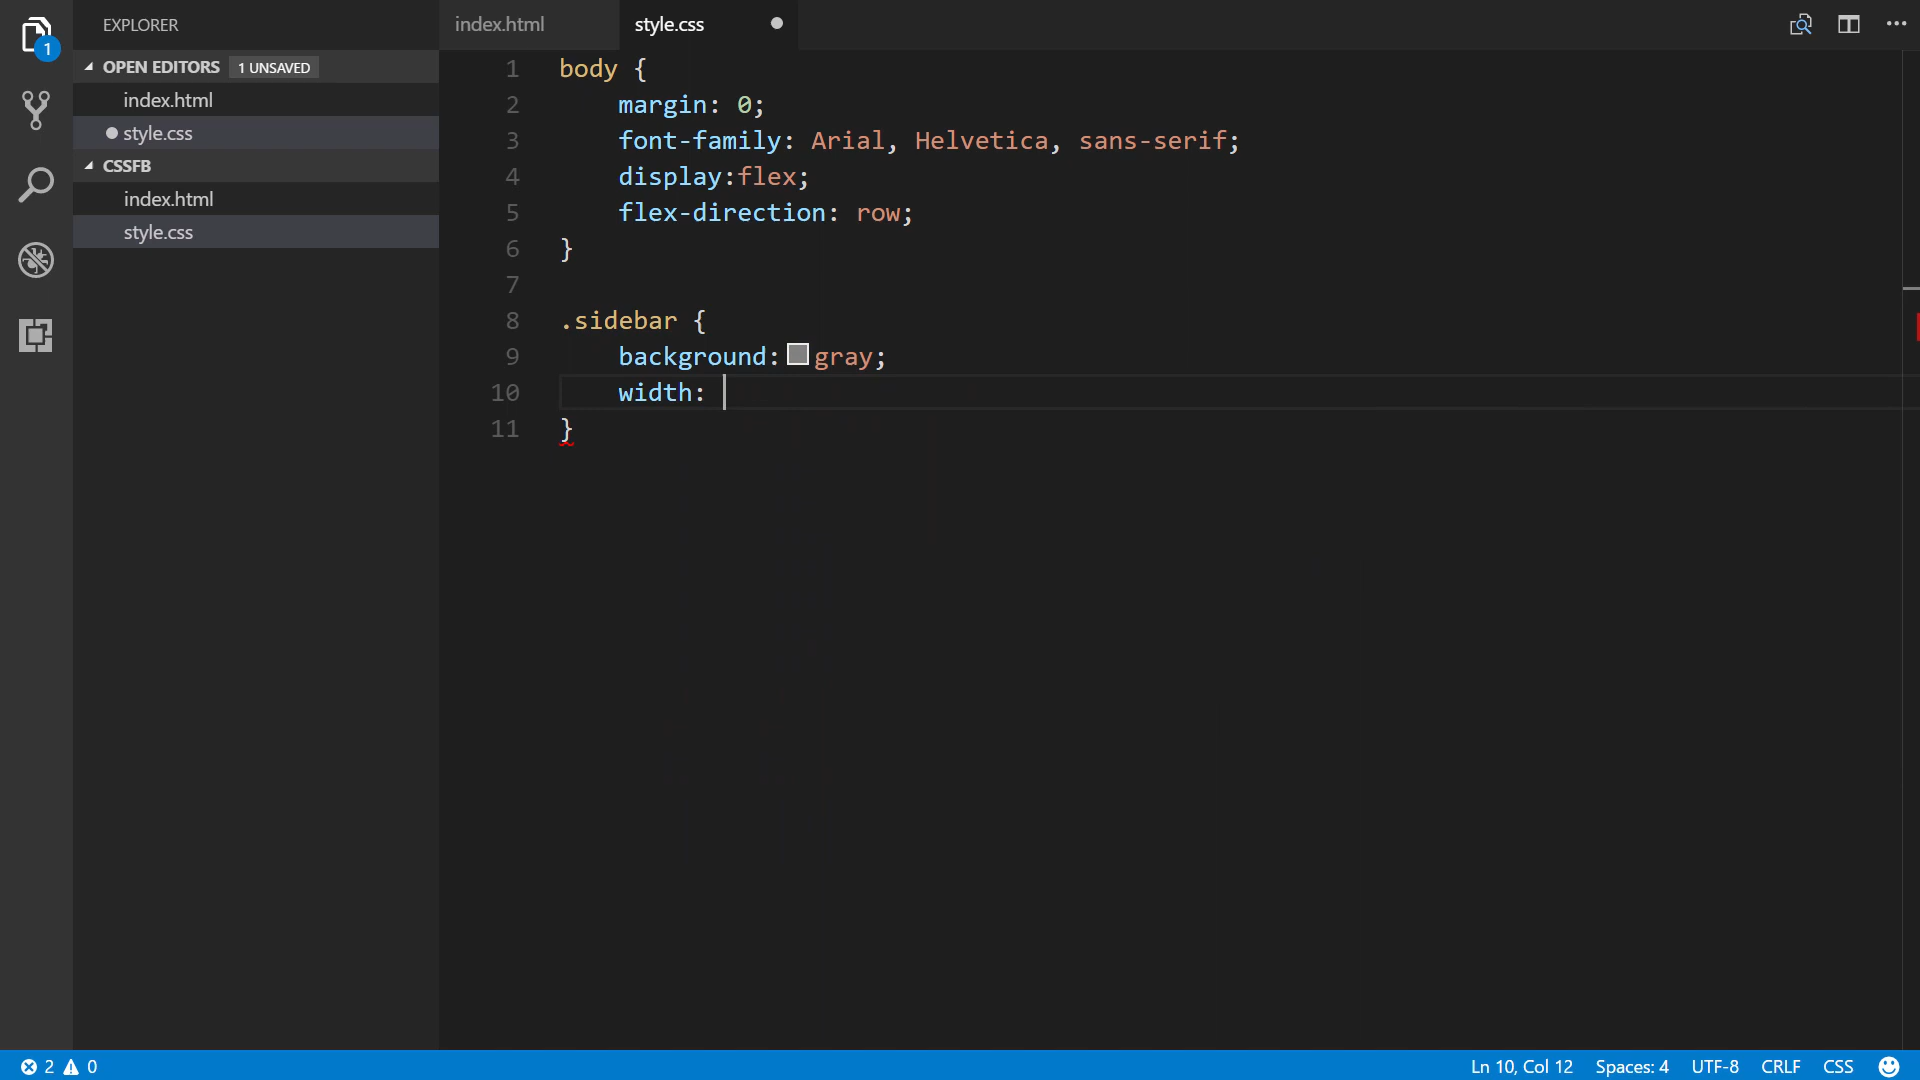 EXPLORER
1
OPEN EDITORS 1 UNSAVED
index.html
style.css
CSSFB
index.html
style.css
index.html
style.css
1 body {
2 margin: 0;
3 font-family: Arial, Helvetica, sans-serif;
4 display:flex;
5 flex-direction: row;
6 }
7
8 .sidebar {
9 background: gray;
10 width:
11 }
2 0
Ln 10, Col 12 Spaces: 4 UTF-8 CRLF CSS